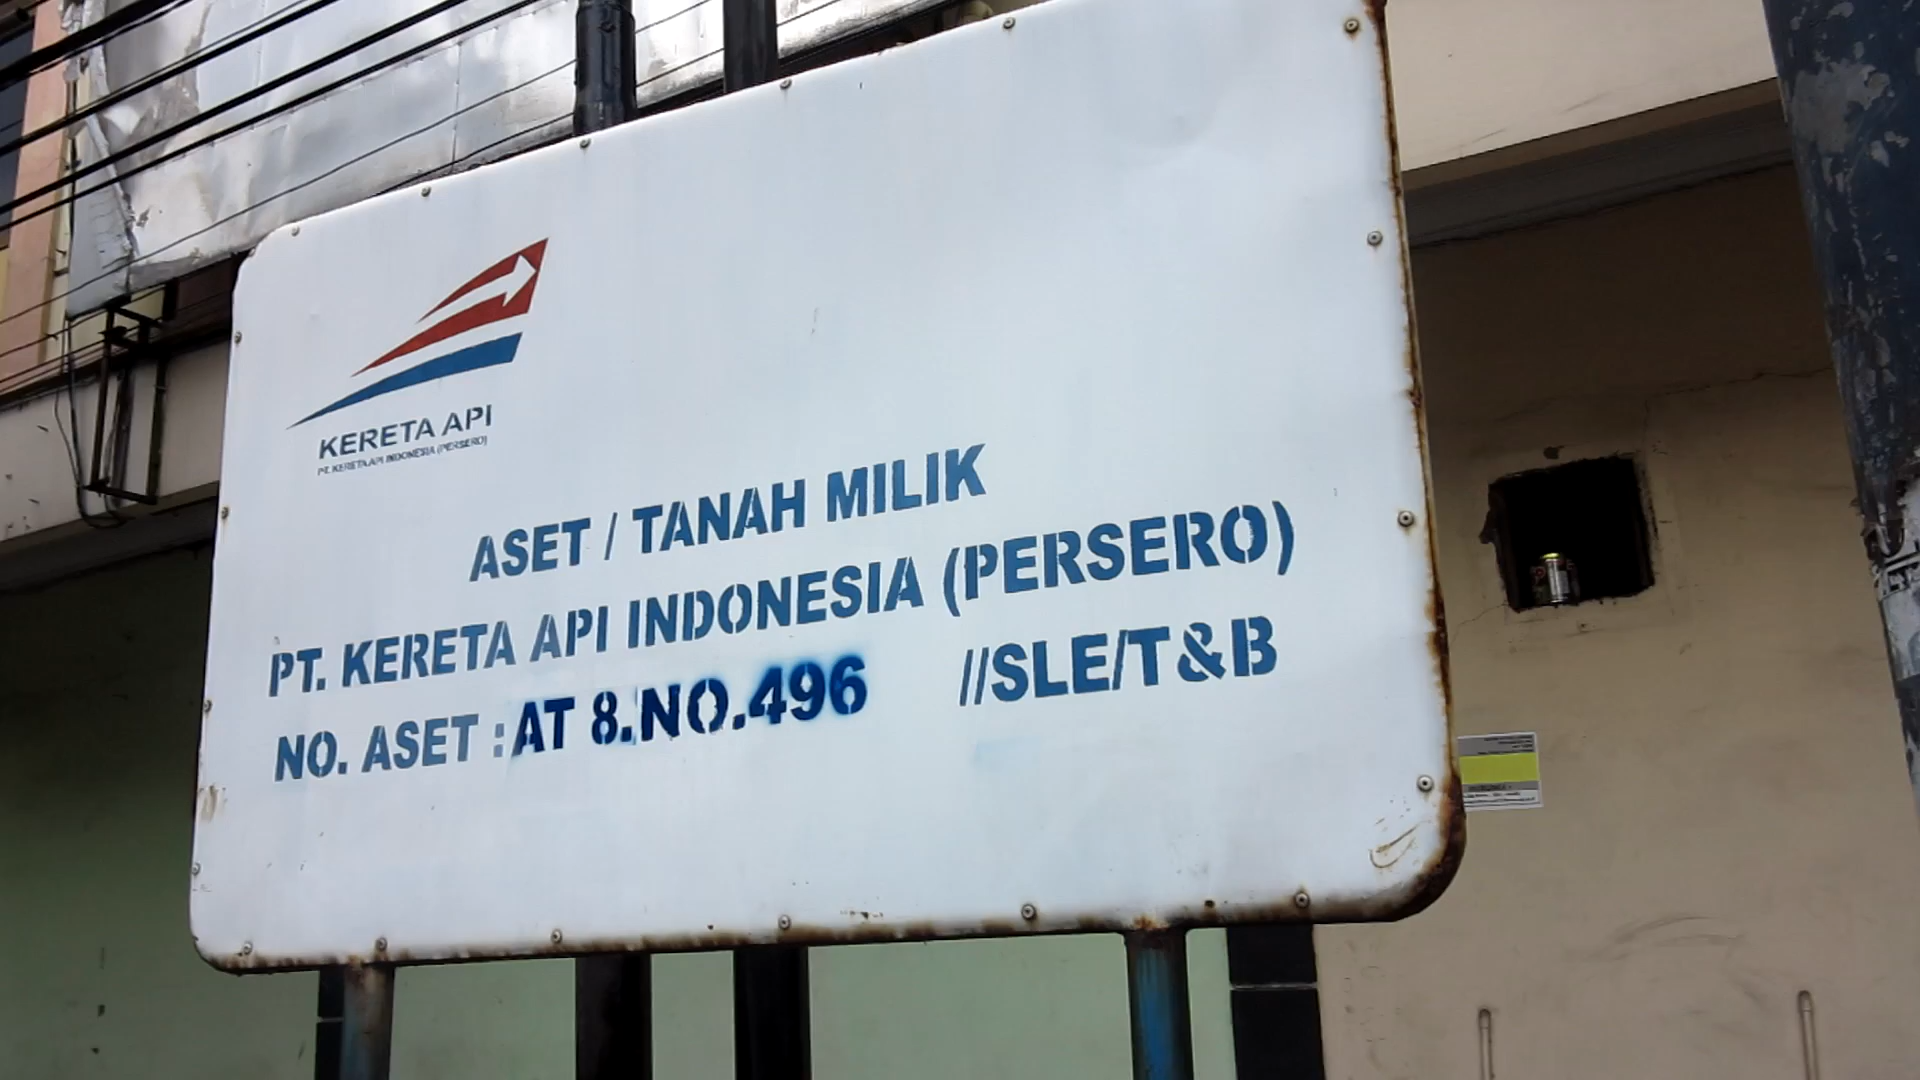 KERETA API
PT. KERETA API INDONESIA (PERSERO)
ASET / TANAH MILIK
PT. KERETA API INDONESIA (PERSERO)
NO. ASET : AT 8.NO.496 //SLE/T&B